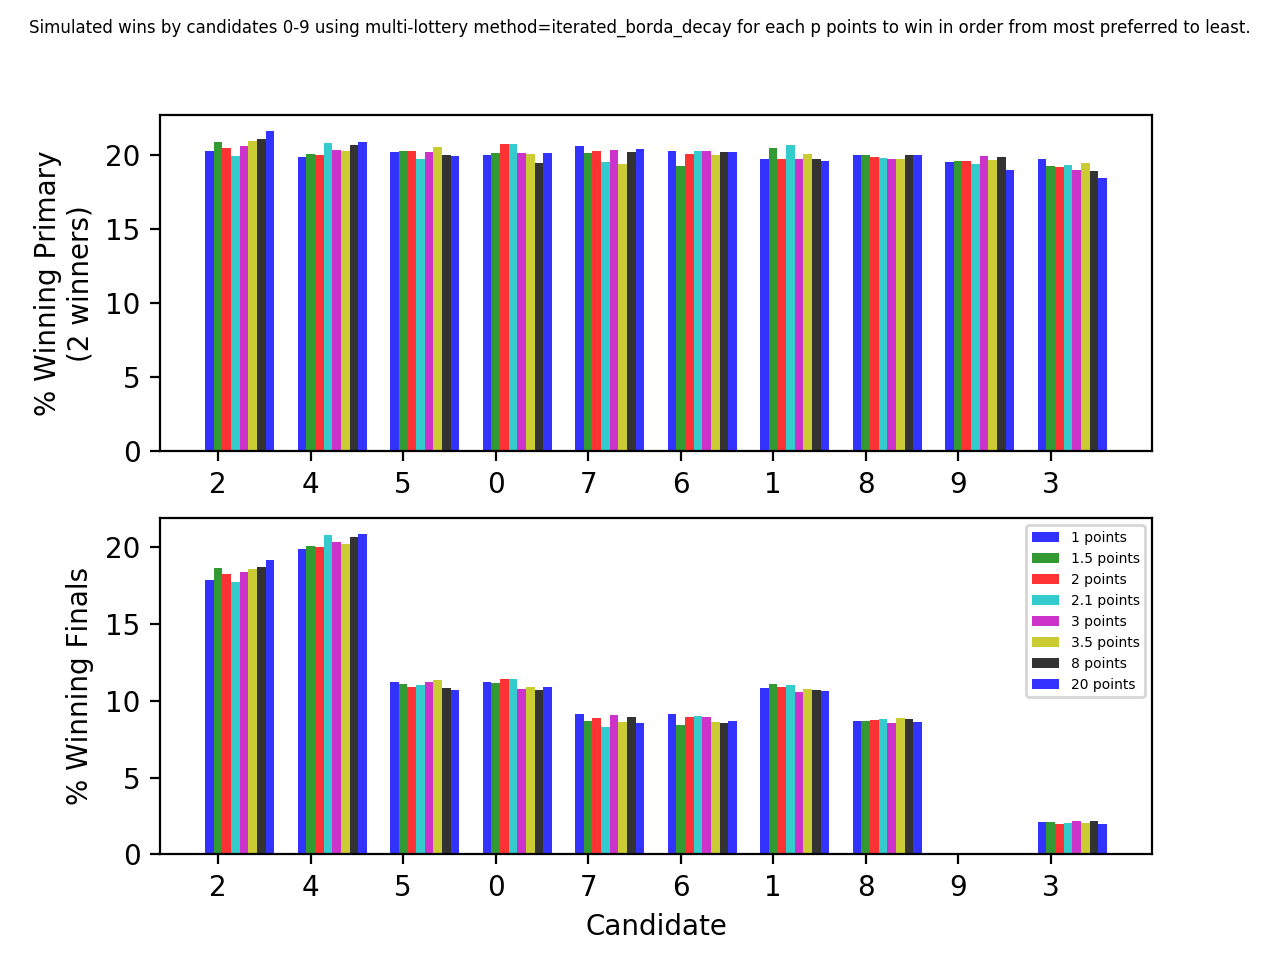 Simulated wins by candidates 0-9 using multi-lottery method=iterated_borda_decay for each p points to win in order from most preferred to least.
% Winning Primary
(2 winners)
20
15
10
5
0
2 4 5 0 7 6 1 8 9 3
% Winning Finals
20
15
10
5
0
1 points
1.5 points
2 points
2.1 points
3 points
3.5 points
8 points
20 points
2 4 5 0 7 6 1 8 9 3
Candidate